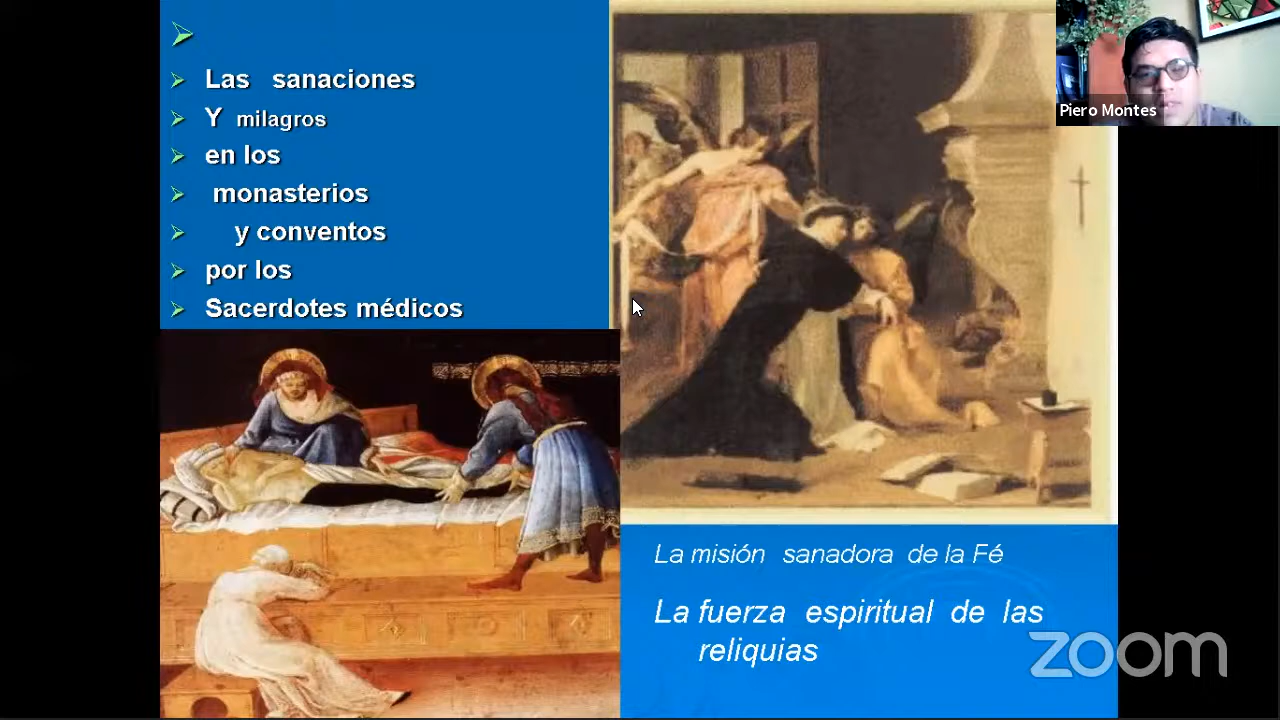 Las sanaciones
Y milagros
en los
monasterios
y conventos
por los
Sacerdotes médicos
Piero Montes
La misión sanadora de la Fé
La fuerza espiritual de las
reliquias
zoom